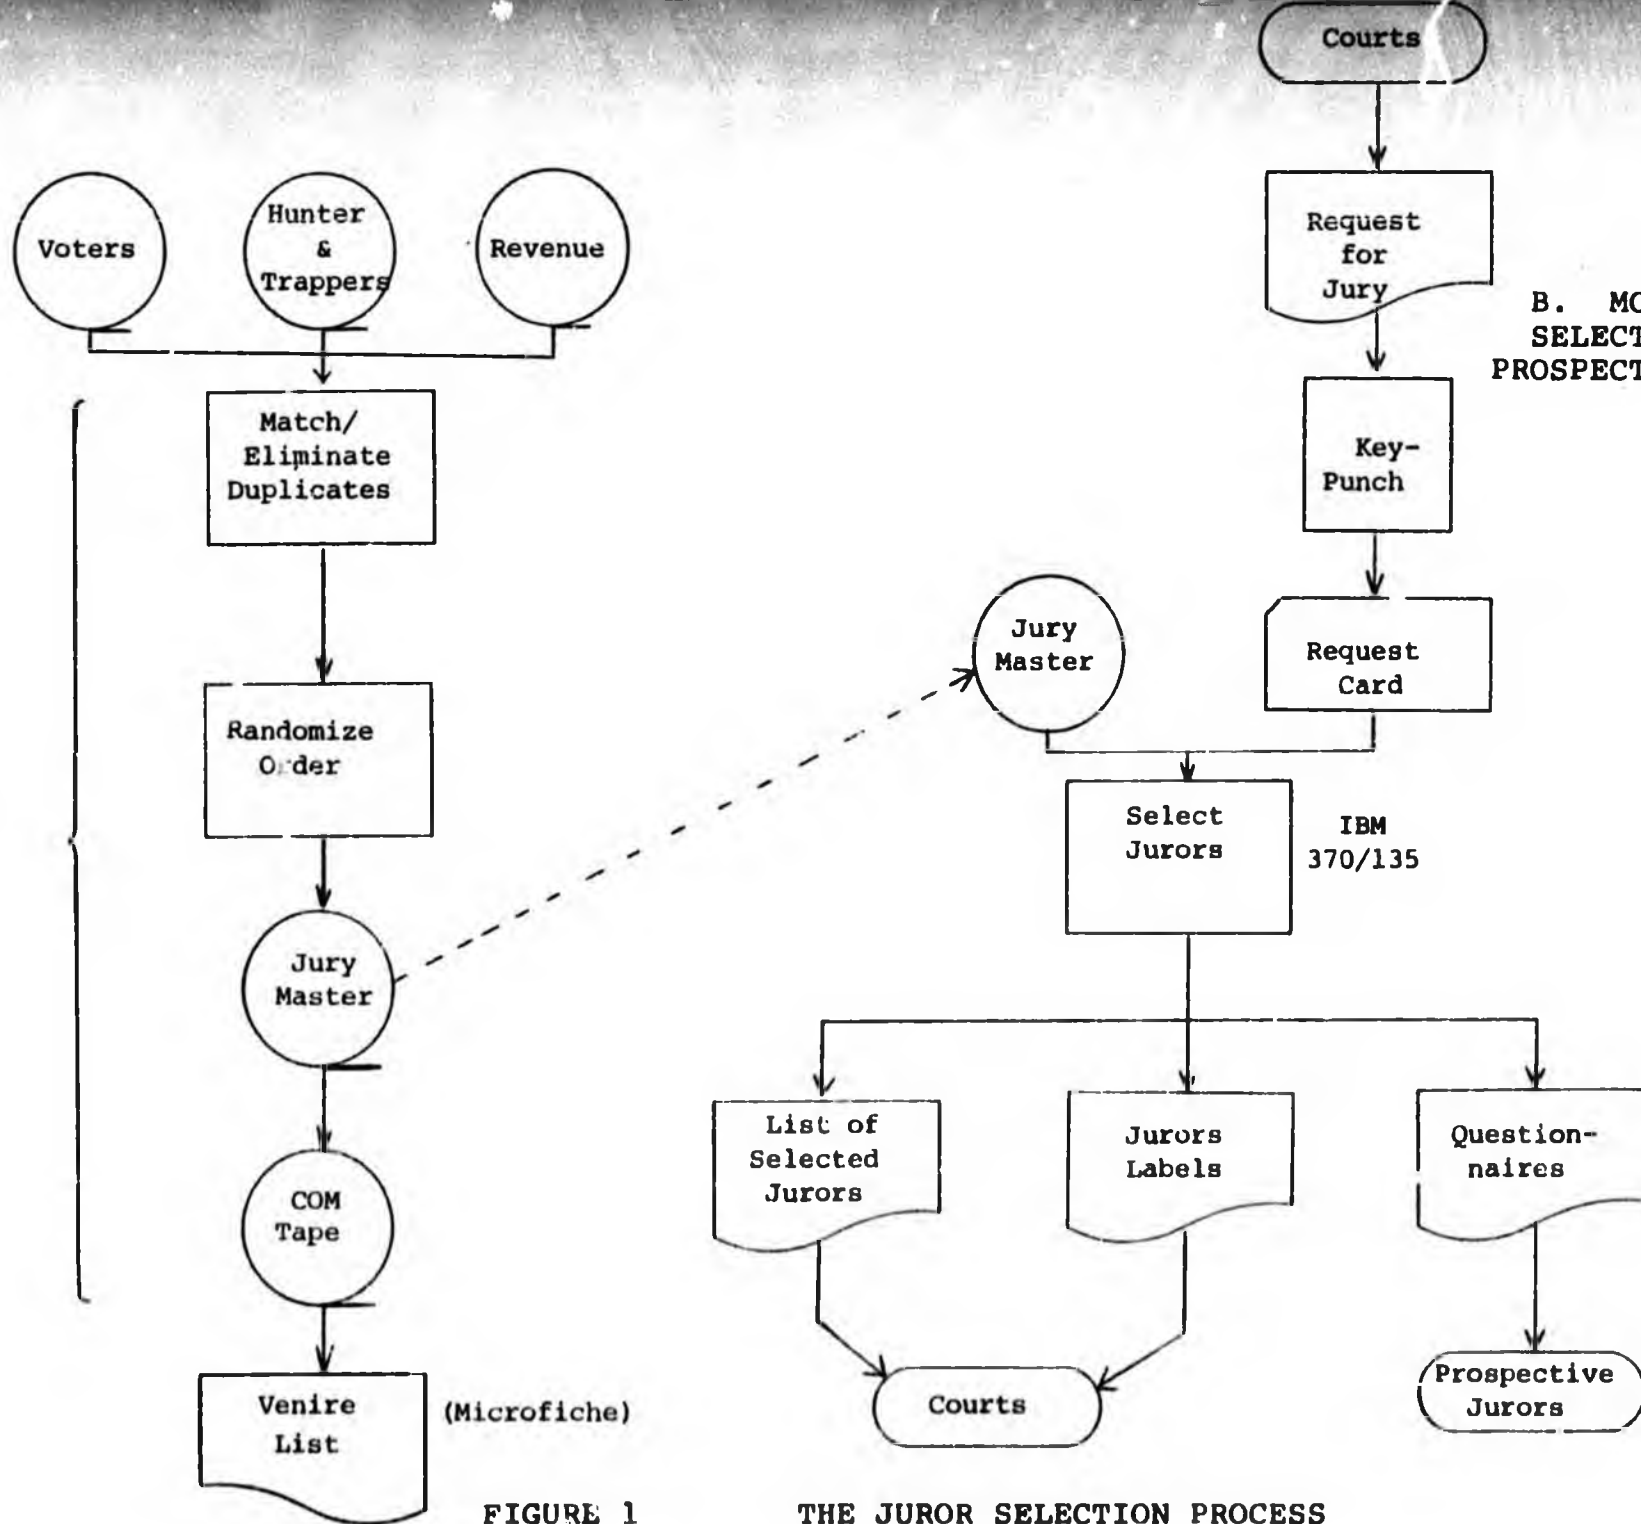 Courts
Voters
Hunter
&
Trappers
Revenue
Request
for
Jury
B.
SELECT
PROSPECT
Match/
Eliminate
Duplicates
Key-
Punch
Jury
Master
Request
Card
Randomize
Order
Select
Jurors
IBM
370/135
Jury
Master
List of
Selected
Jurors
Jurors
Labels
Question-
naires
COM
Tape
Courts
Prospective
Jurors
Venire
List
(Microfiche)
FIGURE 1 THE JUROR SELECTION PROCESS